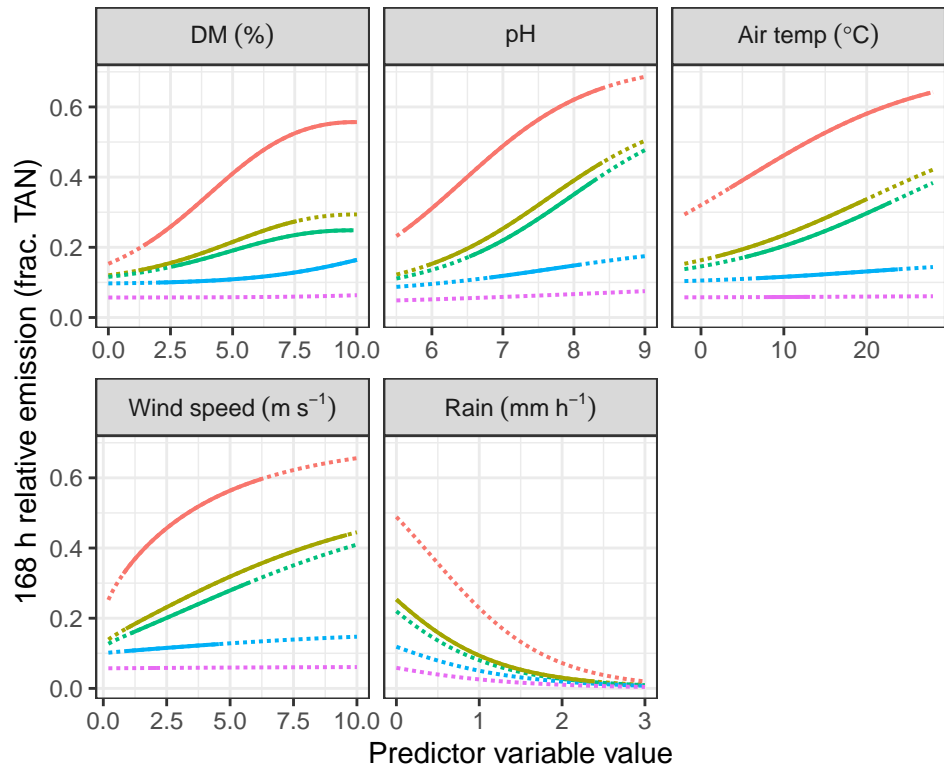 DM (%)
pH
Air temp (°C)
168 h relative emission (frac. TAN)
0.6
0.4
0.2
0.0
0.0 2.5 5.0 7.5 10.0
6 7 8 9
0 10 20
Wind speed (m s⁻¹)
Rain (mm h⁻¹)
0.6
0.4
0.2
0.0
0.0 2.5 5.0 7.5 10.0
0 1 2 3
Predictor variable value